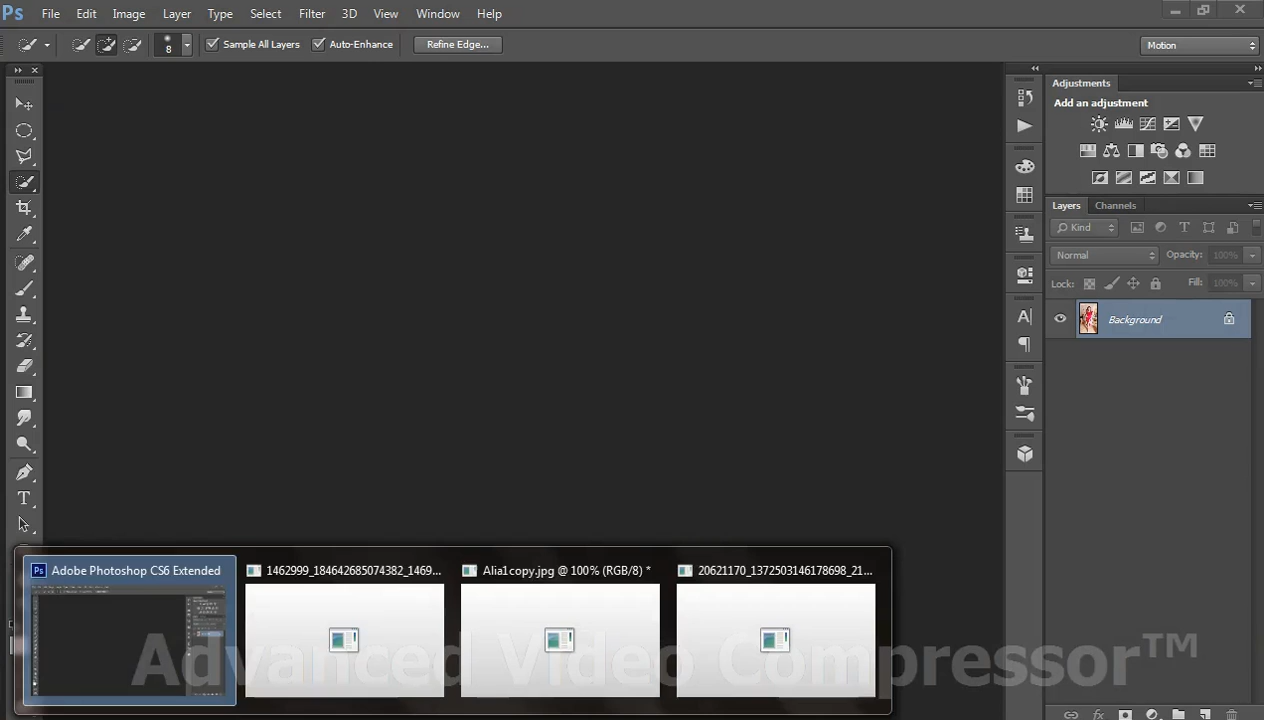 Ps File Edit Image Layer Type Select Filter 3D View Window Help
8 Sample All Layers Auto-Enhance Refine Edge... Motion
Adjustments
Add an adjustment
Layers Channels
Kind
Normal Opacity: 100%
Lock: Fill: 100%
Background
Ps Adobe Photoshop CS6 Extended
1462999_184642685074382_1469...
Alia1copy.jpg @ 100% (RGB/8) *
20621170_1372503146178698_21...
Advanced Video Compressor™